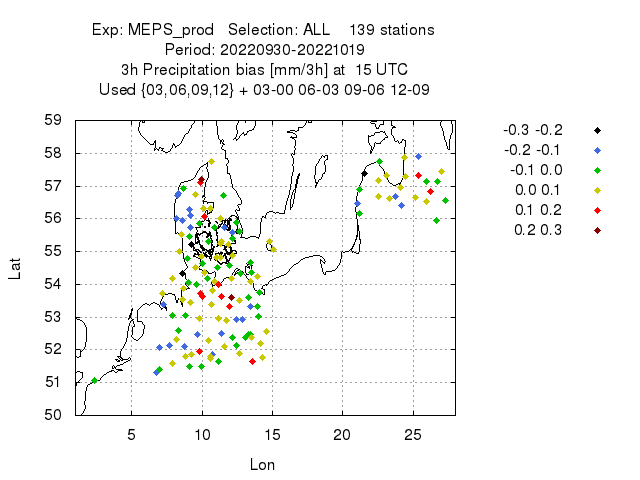 Exp: MEPS_prod   Selection: ALL    139 stations
Period: 20220930-20221019
3h Precipitation bias [mm/3h] at  15 UTC
Used {03,06,09,12} + 03-00 06-03 09-06 12-09
59
58
57
56
55
54
53
52
51
50
Lat
5 10 15 20 25
Lon
-0.3 -0.2
-0.2 -0.1
-0.1 0.0
0.0 0.1
0.1 0.2
0.2 0.3